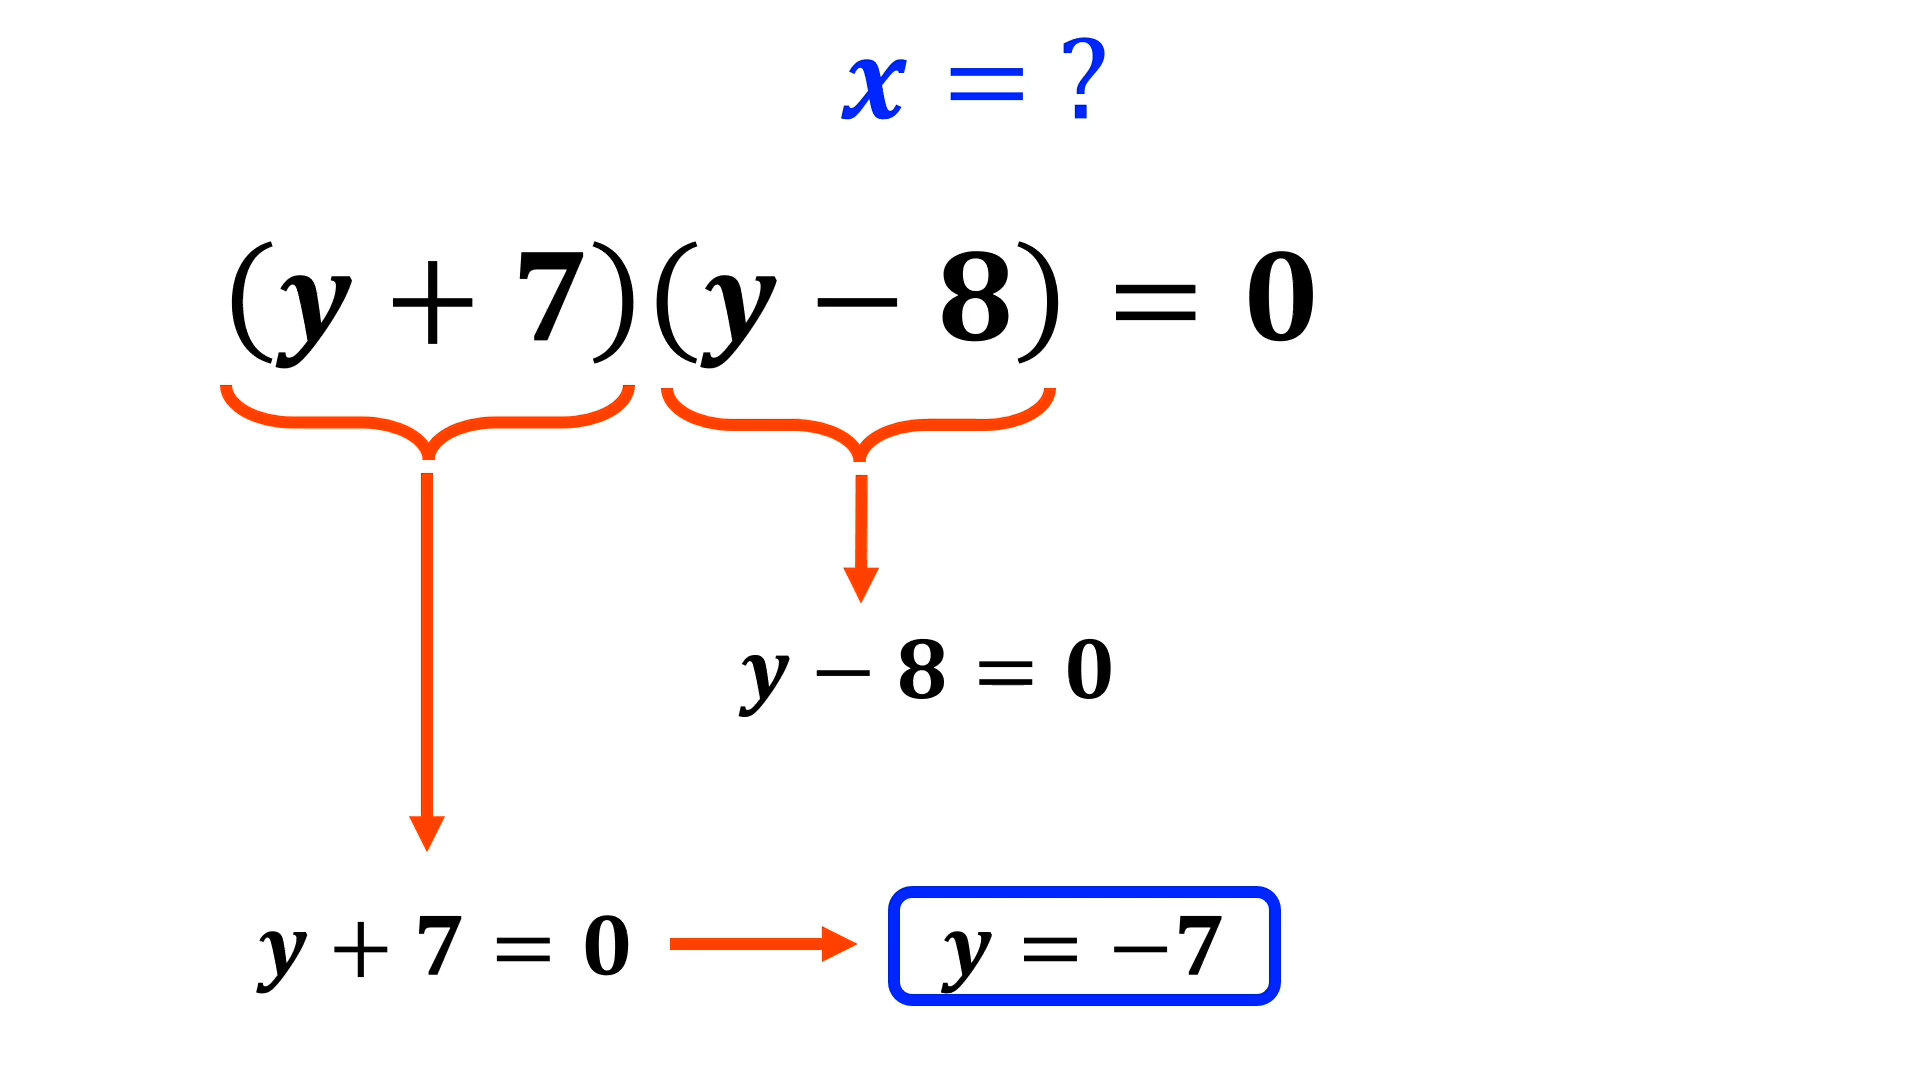 x = ?
(y + 7)(y − 8) = 0
y − 8 = 0
y + 7 = 0
y = −7